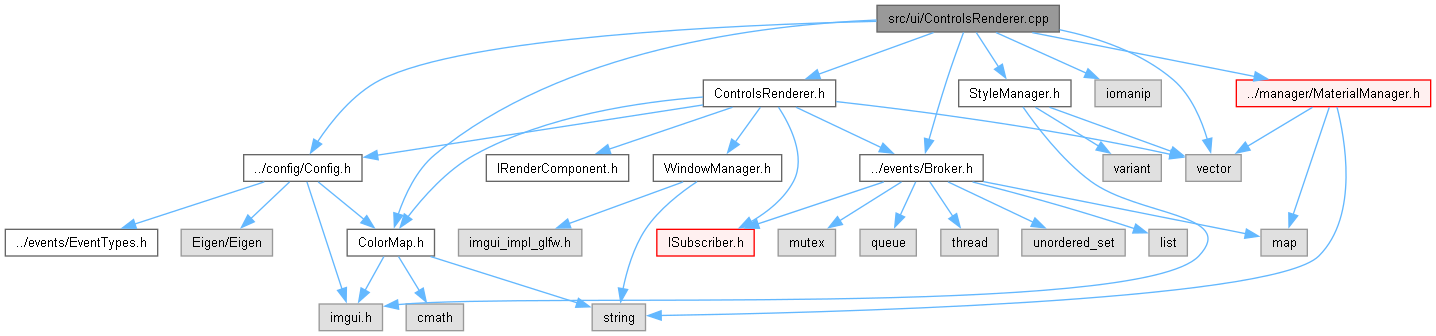 src/ui/ControlsRenderer.cpp
ControlsRenderer.h
StyleManager.h
iomanip
../manager/MaterialManager.h
../config/Config.h
IRenderComponent.h
WindowManager.h
../events/Broker.h
variant
vector
../events/EventTypes.h
Eigen/Eigen
ColorMap.h
imgui_impl_glfw.h
ISubscriber.h
mutex
queue
thread
unordered_set
list
map
imgui.h
cmath
string